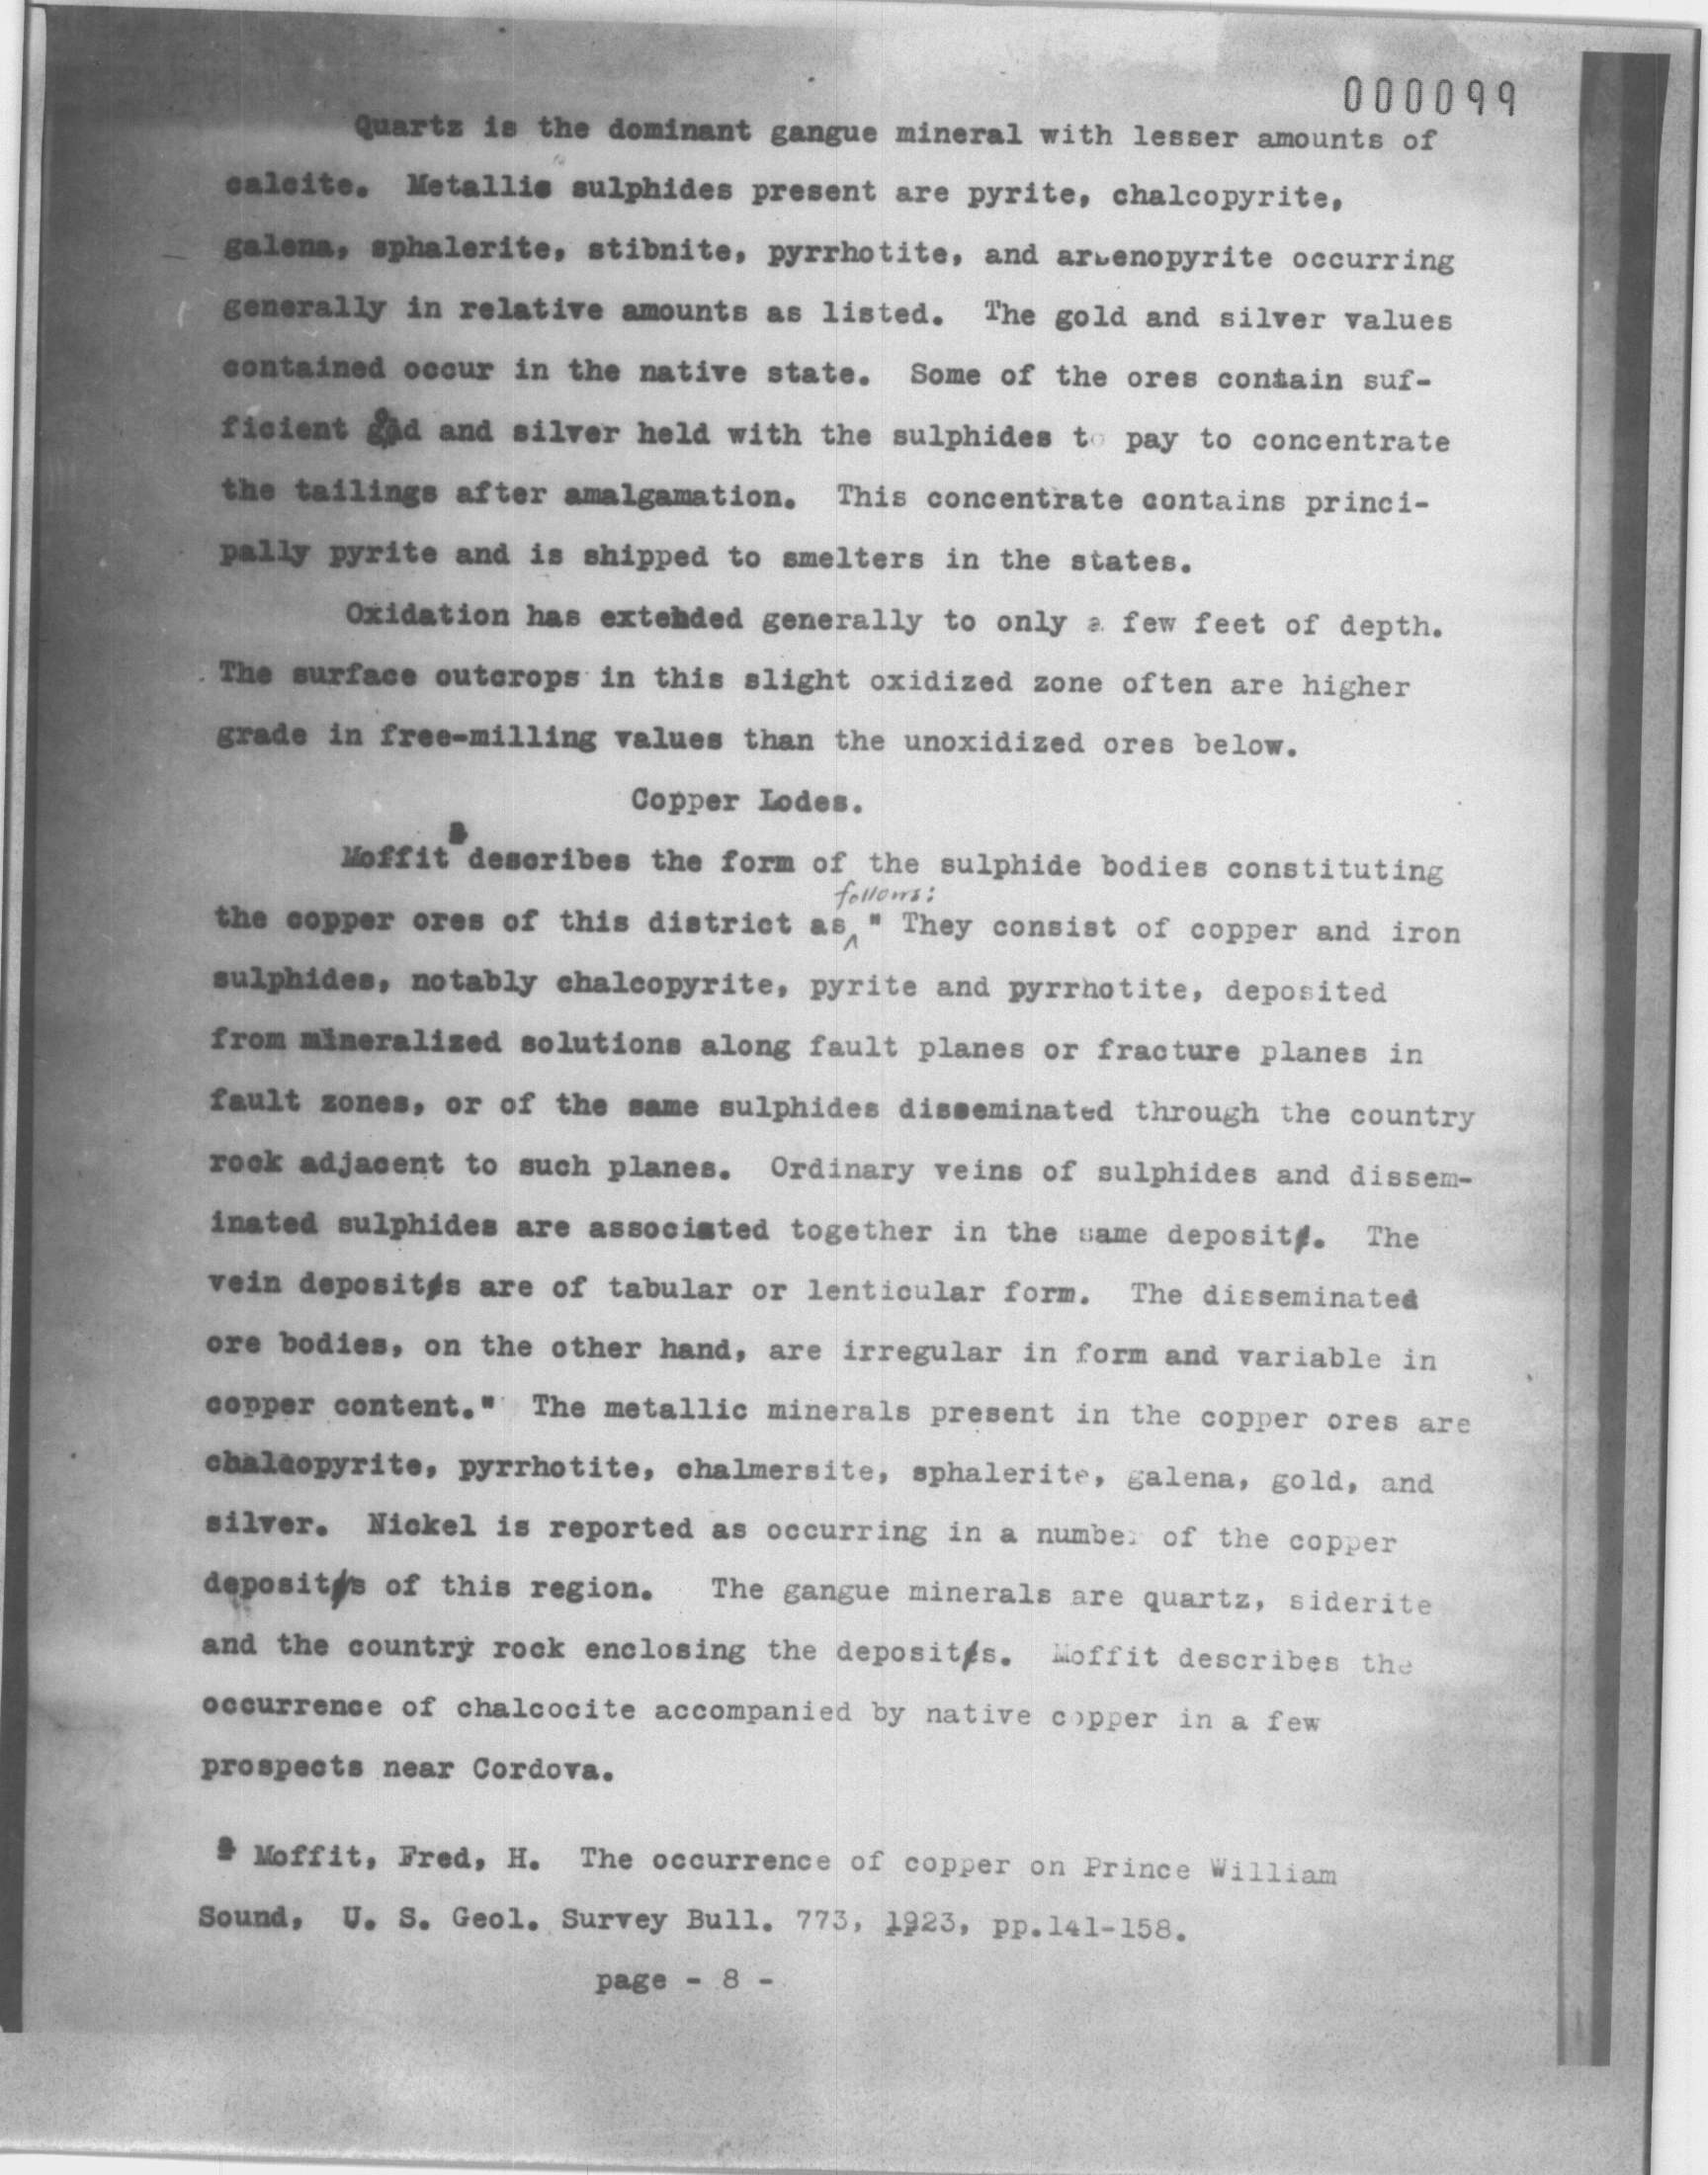 000099
Quartz is the dominant gangue mineral with lesser amounts of
calcite. Metallic sulphides present are pyrite, chalcopyrite,
galena, sphalerite, stibnite, pyrrhotite, and arsenopyrite occurring
generally in relative amounts as listed. The gold and silver values
contained occur in the native state. Some of the ores contain suf-
ficient gold and silver held with the sulphides to pay to concentrate
the tailings after amalgamation. This concentrate contains princi-
pally pyrite and is shipped to smelters in the states.
Oxidation has extended generally to only a few feet of depth.
The surface outcrops in this slight oxidized zone often are higher
grade in free-milling values than the unoxidized ores below.
Copper Lodes.
Moffit describes the form of the sulphide bodies constituting
follows:
the copper ores of this district as " They consist of copper and iron
sulphides, notably chalcopyrite, pyrite and pyrrhotite, deposited
from mineralized solutions along fault planes or fracture planes in
fault zones, or of the same sulphides disseminated through the country
rock adjacent to such planes. Ordinary veins of sulphides and dissem-
inated sulphides are associated together in the same deposit. The
vein deposits are of tabular or lenticular form. The disseminated
ore bodies, on the other hand, are irregular in form and variable in
copper content." The metallic minerals present in the copper ores are
chalcopyrite, pyrrhotite, chalmersite, sphalerite, galena, gold, and
silver. Nickel is reported as occurring in a number of the copper
deposits of this region. The gangue minerals are quartz, siderite
and the country rock enclosing the deposits. Moffit describes the
occurrence of chalcocite accompanied by native copper in a few
prospects near Cordova.
Moffit, Fred, H. The occurrence of copper on Prince William
Sound, U. S. Geol. Survey Bull. 773, 1923, pp.141-158.
page - 8 -